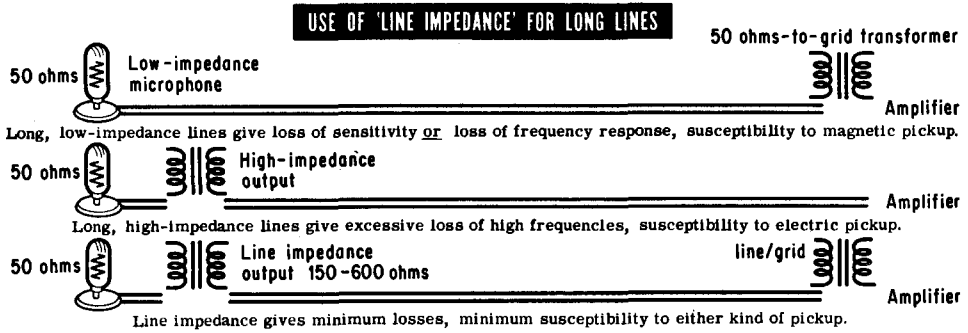 USE OF 'LINE IMPEDANCE' FOR LONG LINES
50 ohms-to-grid transformer
50 ohms
Low-impedance
microphone
Amplifier
Long, low-impedance lines give loss of sensitivity or loss of frequency response, susceptibility to magnetic pickup.
50 ohms
High-impedance
output
Amplifier
Long, high-impedance lines give excessive loss of high frequencies, susceptibility to electric pickup.
50 ohms
Line impedance
output 150-600 ohms
line/grid
Amplifier
Line impedance gives minimum losses, minimum susceptibility to either kind of pickup.